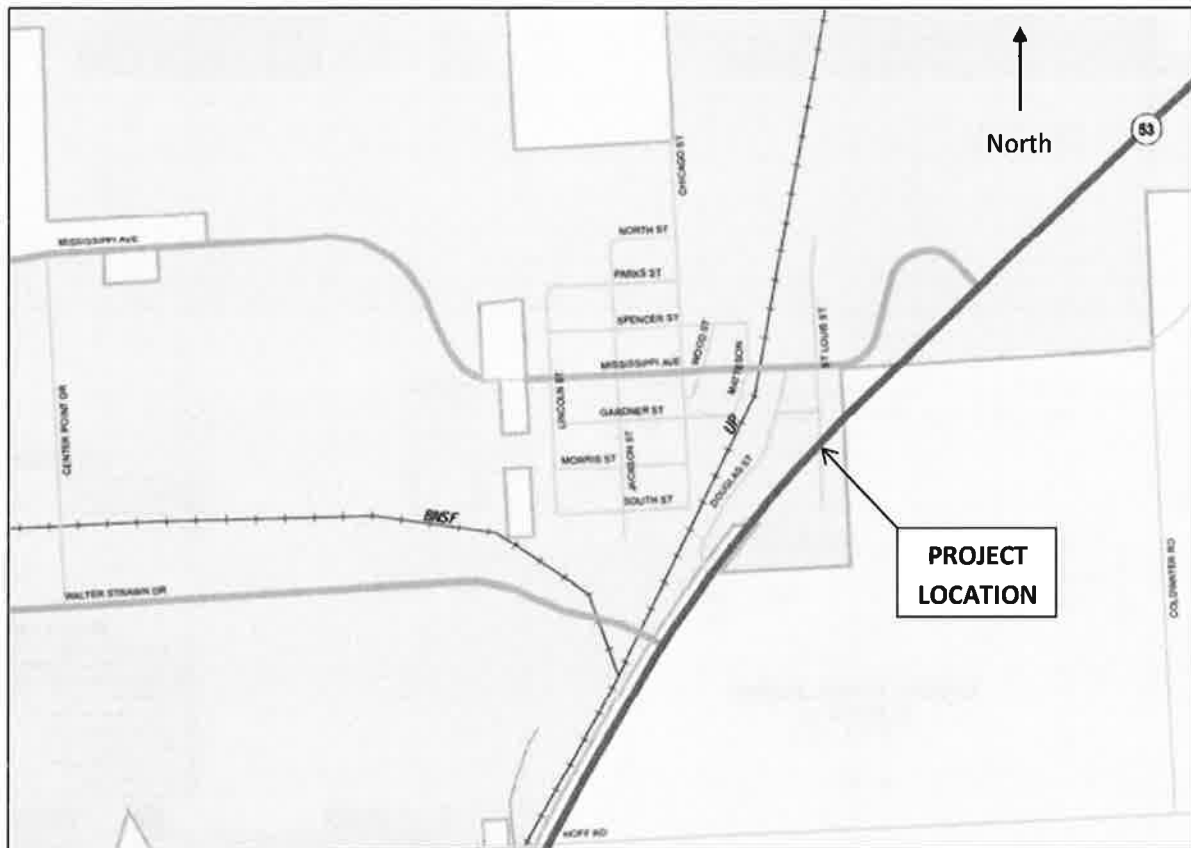 53
North
CHICAGO ST
NORTH ST
MISSISSIPPI AVE
PARKS ST
SPENCER ST
WOOD ST
ST LOUIS ST
MISSISSIPPI AVE
MATTESON
LINCOLN ST
GARDNER ST
UP
CENTER POINT DR
MORRIS ST
JACKSON ST
DOUGLAS ST
SOUTH ST
BNSF
PROJECT
LOCATION
COLDWATER RD
WALTER STRAWN DR
HOFF RD